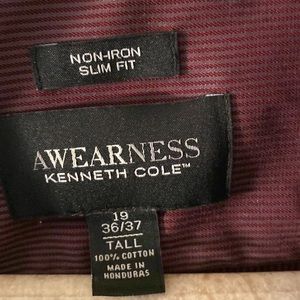 NON-IRON
SLIM FIT
AWEARNESS
KENNETH COLE™
19
36/37
TALL
100% COTTON
MADE IN
HONDURAS